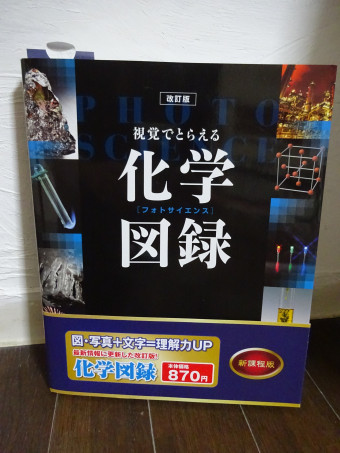 改訂版
PHOTO
SCIENCE
視覚でとらえる
化学
[フォトサイエンス]
図録
図・写真+文字=理解力UP
最新情報に更新した改訂版!
化学図録
本体価格
870円
新課程版